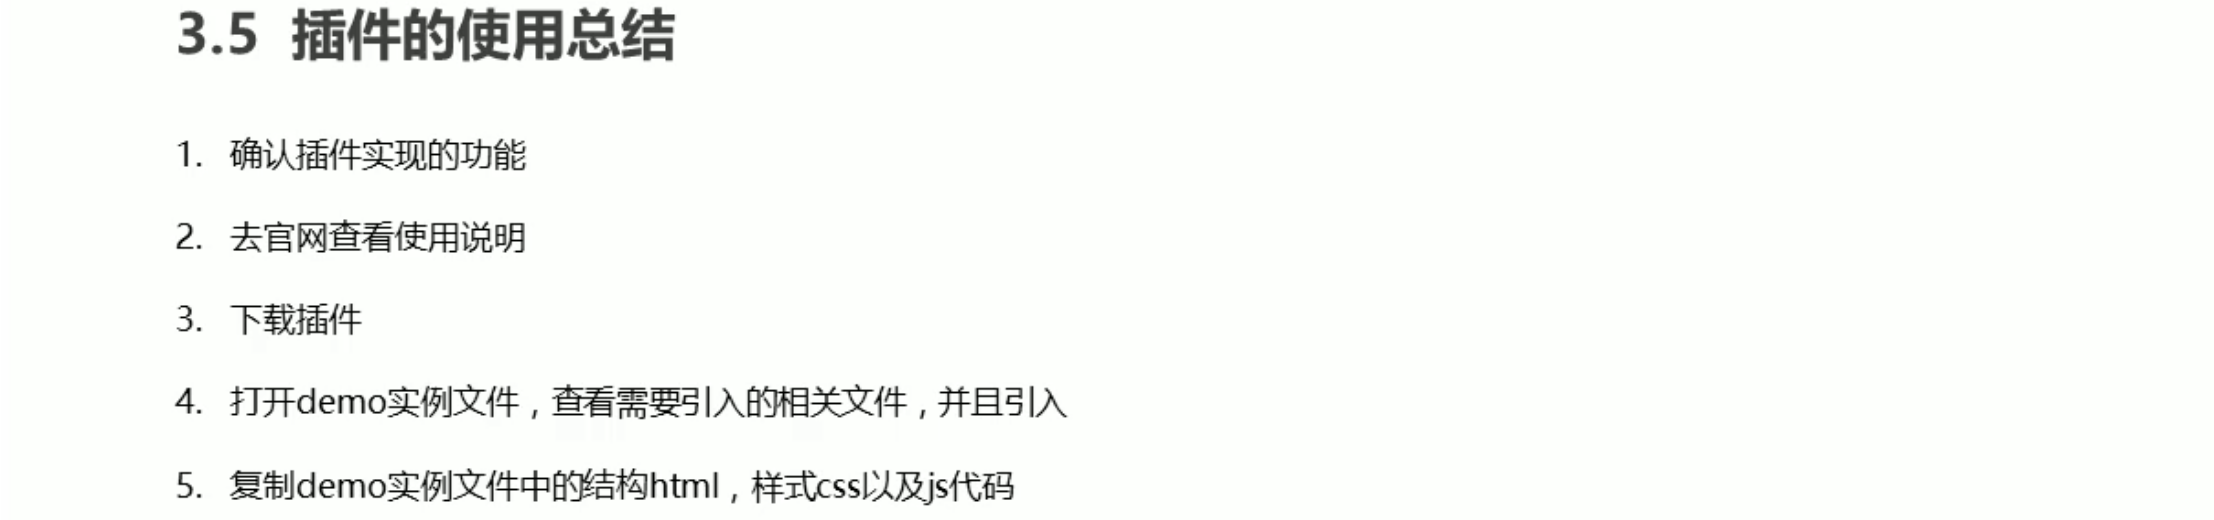 3.5 插件的使用总结
1. 确认插件实现的功能
2. 去官网查看使用说明
3. 下载插件
4. 打开demo实例文件，查看需要引入的相关文件，并且引入
5. 复制demo实例文件中的结构html，样式css以及js代码